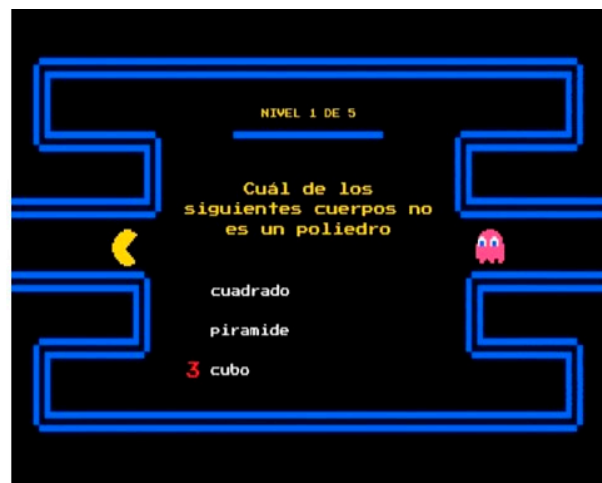 NIVEL 1 DE 5
Cuál de los
siguientes cuerpos no
es un poliedro
cuadrado
piramide
3 cubo